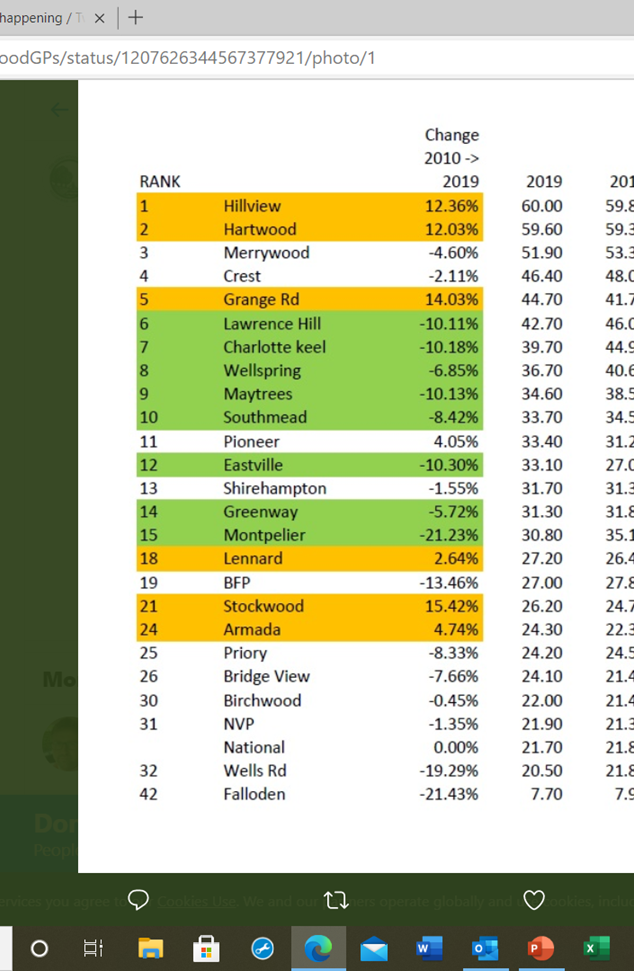 happening / T
oodGPs/status/1207626344567377921/photo/1
Change
2010 ->
RANK 2019 2019 201
1 Hillview 12.36% 60.00 59.8
2 Hartwood 12.03% 59.60 59.3
3 Merrywood -4.60% 51.90 53.3
4 Crest -2.11% 46.40 48.0
5 Grange Rd 14.03% 44.70 41.7
6 Lawrence Hill -10.11% 42.70 46.0
7 Charlotte keel -10.18% 39.70 44.9
8 Wellspring -6.85% 36.70 40.6
9 Maytrees -10.13% 34.60 38.5
10 Southmead -8.42% 33.70 34.5
11 Pioneer 4.05% 33.40 31.2
12 Eastville -10.30% 33.10 27.0
13 Shirehampton -1.55% 31.70 31.3
14 Greenway -5.72% 31.30 31.8
15 Montpelier -21.23% 30.80 35.1
18 Lennard 2.64% 27.20 26.4
19 BFP -13.46% 27.00 27.8
21 Stockwood 15.42% 26.20 24.7
24 Armada 4.74% 24.30 22.3
25 Priory -8.33% 24.20 24.5
26 Bridge View -7.66% 24.10 21.4
30 Birchwood -0.45% 22.00 21.4
31 NVP -1.35% 21.90 21.3
National 0.00% 21.70 21.8
32 Wells Rd -19.29% 20.50 21.8
42 Falloden -21.43% 7.70 7.9
Mo
Don
People
ervices you agree to Cookies Use. We and our ners operate globally and ookies, includ